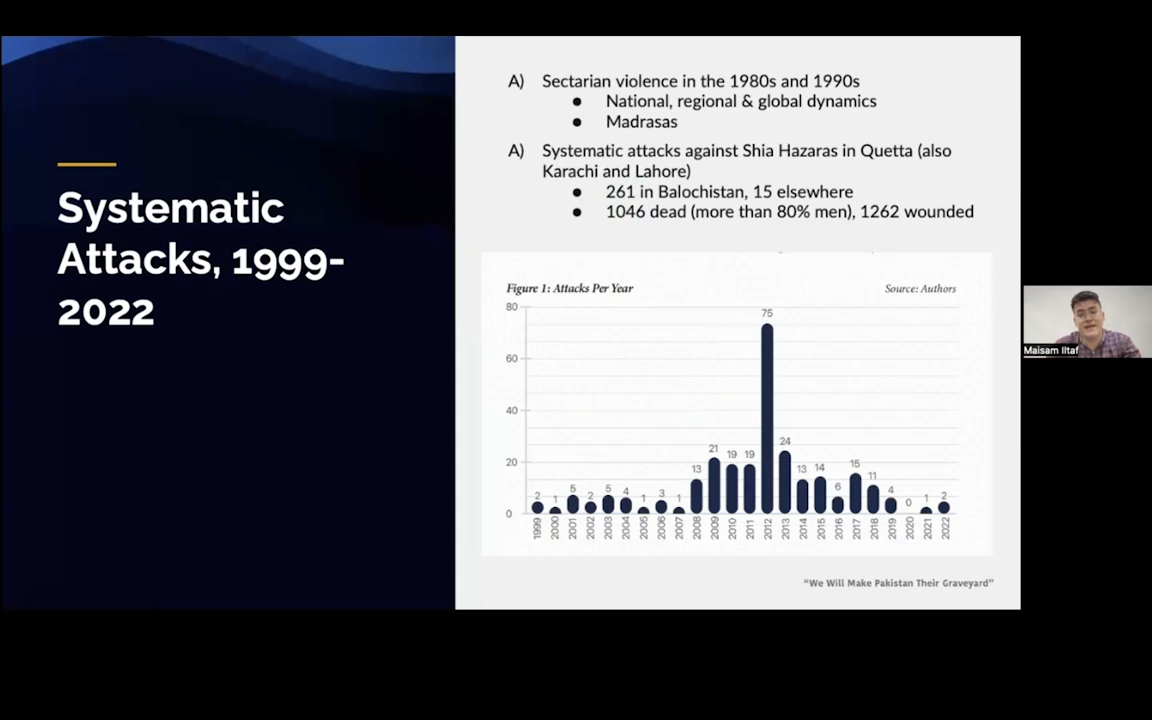 Systematic
Attacks, 1999-
2022
A) Sectarian violence in the 1980s and 1990s
● National, regional & global dynamics
● Madrasas
A) Systematic attacks against Shia Hazaras in Quetta (also
Karachi and Lahore)
● 261 in Balochistan, 15 elsewhere
● 1046 dead (more than 80% men), 1262 wounded
Figure 1: Attacks Per Year
Source: Authors
80
60
40
20
0
2 1 5 2 5 4 1 3 1 13 21 19 19 75 24 13 14 6 15 11 4 0 1 2
1999 2000 2001 2002 2003 2004 2005 2006 2007 2008 2009 2010 2011 2012 2013 2014 2015 2016 2017 2018 2019 2020 2021 2022
"We Will Make Pakistan Their Graveyard"
Maisam Iltaf